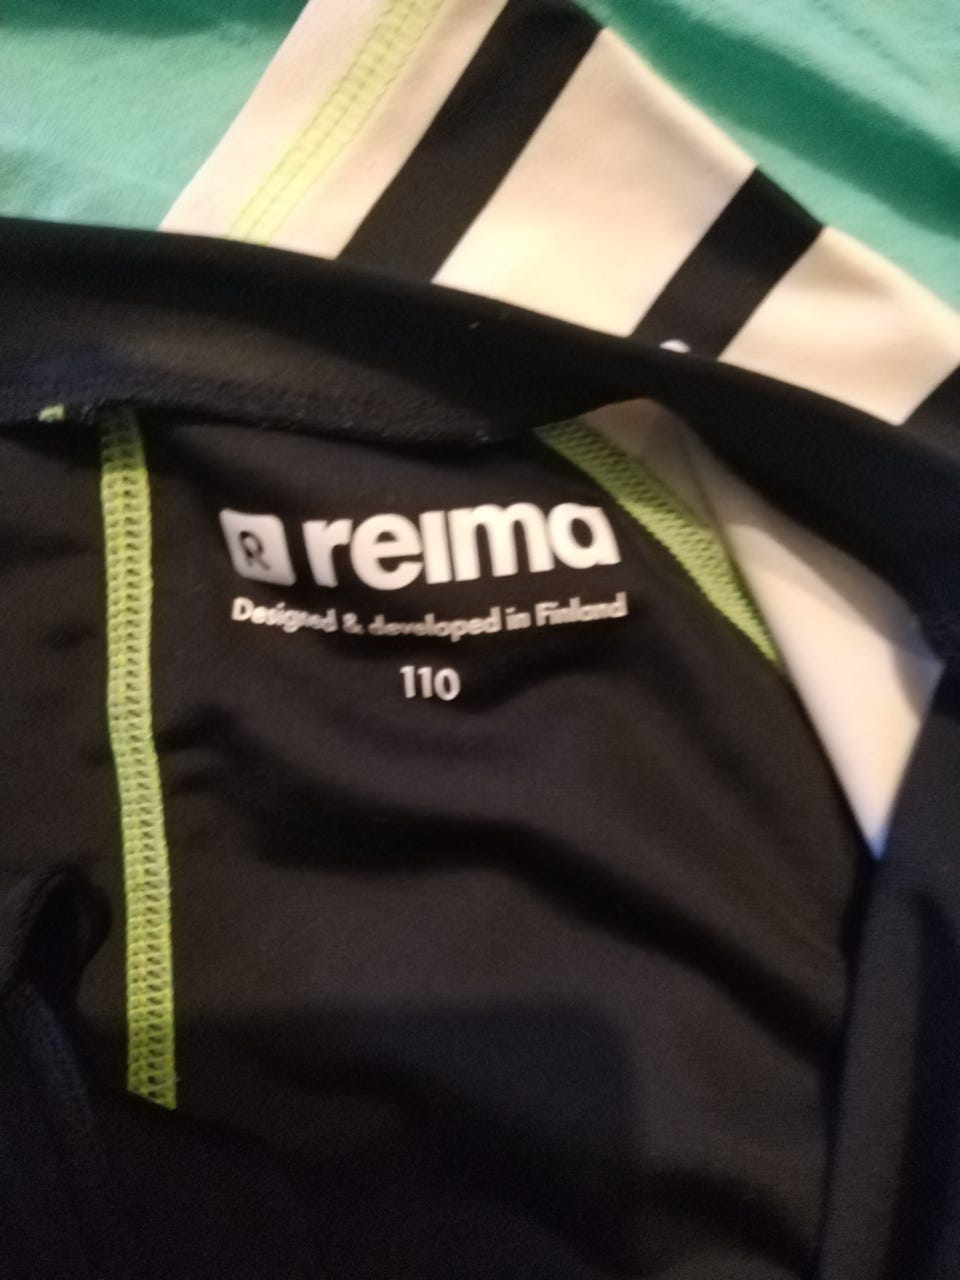 R reima
Designed & developed in Finland
110